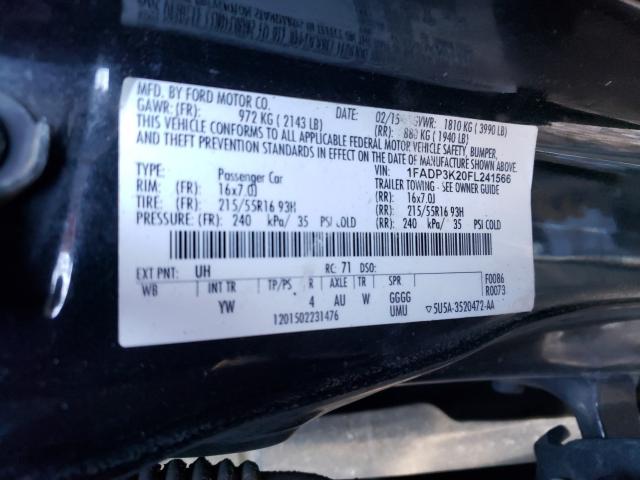 MFD. BY FORD MOTOR CO.
DATE: 02/15 GVWR: 1810 KG ( 3990 LB)
GAWR: (FR): 972 KG ( 2143 LB) (RR): 880 KG ( 1940 LB)
THIS VEHICLE CONFORMS TO ALL APPLICABLE FEDERAL MOTOR VEHICLE SAFETY, BUMPER,
AND THEFT PREVENTION STANDARDS IN EFFECT ON THE DATE OF MANUFACTURE SHOWN ABOVE.
VIN: 1FADP3K20FL241566
TYPE: Passenger Car TRAILER TOWING - SEE OWNER GUIDE
RIM: (FR): 16x7.0J (RR): 16x7.0J
TIRE: (FR): 215/55R16 93H (RR): 215/55R16 93H
PRESSURE: (FR): 240 kPa/ 35 PSI COLD (RR): 240 kPa/ 35 PSI COLD
EXT PNT: UH RC: 71 DSO: F0086
R0073
WB INT TR TP/PS R AXLE TR SPR
YW 4 AU W GGGG
UMU ▽5U5A-3520472-AA
1201502231476